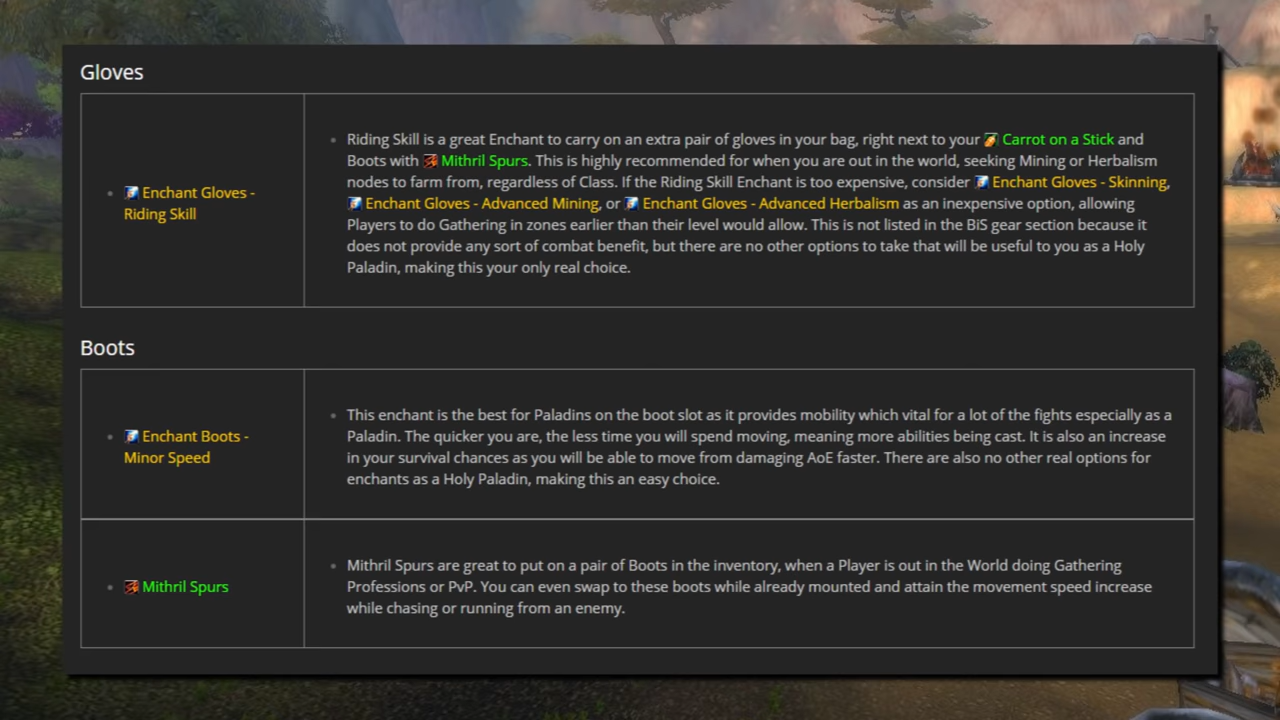 Gloves
Enchant Gloves -
Riding Skill
Riding Skill is a great Enchant to carry on an extra pair of gloves in your bag, right next to your Carrot on a Stick and
Boots with Mithril Spurs. This is highly recommended for when you are out in the world, seeking Mining or Herbalism
nodes to farm from, regardless of Class. If the Riding Skill Enchant is too expensive, consider Enchant Gloves - Skinning,
Enchant Gloves - Advanced Mining, or Enchant Gloves - Advanced Herbalism as an inexpensive option, allowing
Players to do Gathering in zones earlier than their level would allow. This is not listed in the BiS gear section because it
does not provide any sort of combat benefit, but there are no other options to take that will be useful to you as a Holy
Paladin, making this your only real choice.
Boots
Enchant Boots -
Minor Speed
This enchant is the best for Paladins on the boot slot as it provides mobility which vital for a lot of the fights especially as a
Paladin. The quicker you are, the less time you will spend moving, meaning more abilities being cast. It is also an increase
in your survival chances as you will be able to move from damaging AoE faster. There are also no other real options for
enchants as a Holy Paladin, making this an easy choice.
Mithril Spurs
Mithril Spurs are great to put on a pair of Boots in the inventory, when a Player is out in the World doing Gathering
Professions or PvP. You can even swap to these boots while already mounted and attain the movement speed increase
while chasing or running from an enemy.